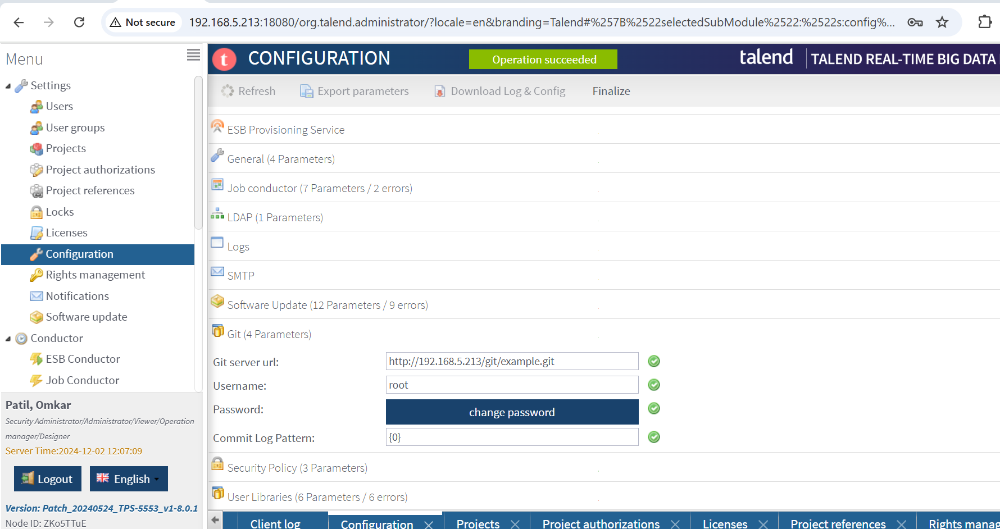 Not secure
192.168.5.213:18080/org.talend.administrator/?locale=en&branding=Talend#%257B%2522selectedSubModule%2522:%2522s:config%...
Menu
Settings
Users
User groups
Projects
Project authorizations
Project references
Locks
Licenses
Configuration
Rights management
Notifications
Software update
Conductor
ESB Conductor
Job Conductor
Patil, Omkar
Security Administrator/Administrator/Viewer/Operation
manager/Designer
Server Time:2024-12-02 12:07:09
Logout
English
Version: Patch_20240524_TPS-5553_v1-8.0.1
Node ID: ZKo5TTuE
t
CONFIGURATION
Operation succeeded
talend
TALEND REAL-TIME BIG DATA
Refresh
Export parameters
Download Log & Config
Finalize
ESB Provisioning Service
General (4 Parameters)
Job conductor (7 Parameters / 2 errors)
LDAP (1 Parameters)
Logs
SMTP
Software Update (12 Parameters / 9 errors)
Git (4 Parameters)
Git server url:
http://192.168.5.213/git/example.git
Username:
root
Password:
change password
Commit Log Pattern:
{0}
Security Policy (3 Parameters)
User Libraries (6 Parameters / 6 errors)
Client log
Configuration
Projects
Project authorizations
Licenses
Project references
Rights manag